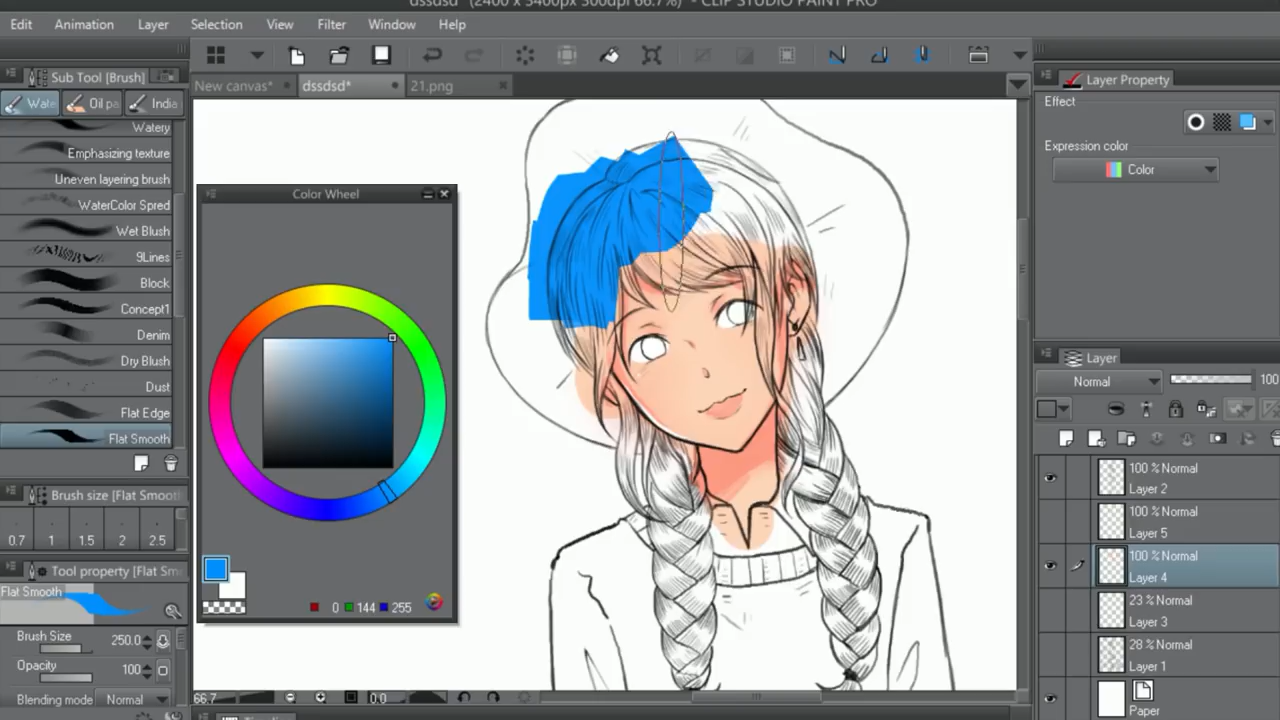 dssdsd* (2400 x 3400px 300dpi 66.7%) - CLIP STUDIO PAINT PRO
Edit Animation Layer Selection View Filter Window Help
Sub Tool [Brush]
New canvas* dssdsd* 21.png
Wate Oil pa India
Watery
Emphasizing texture
Uneven layering brush
WaterColor Spred
Wet Blush
9Lines
Block
Concept1
Denim
Dry Blush
Dust
Flat Edge
Flat Smooth
Brush size [Flat Smooth
0.7 1 1.5 2 2.5
Tool property [Flat Smo
Flat Smooth
Brush Size 250.0
Opacity 100
Blending mode Normal
Color Wheel
0 144 255
66.7 0.0
Layer Property
Effect
Expression color
Color
Layer
Normal 100
100 % Normal
Layer 2
100 % Normal
Layer 5
100 % Normal
Layer 4
23 % Normal
Layer 3
28 % Normal
Layer 1
Paper